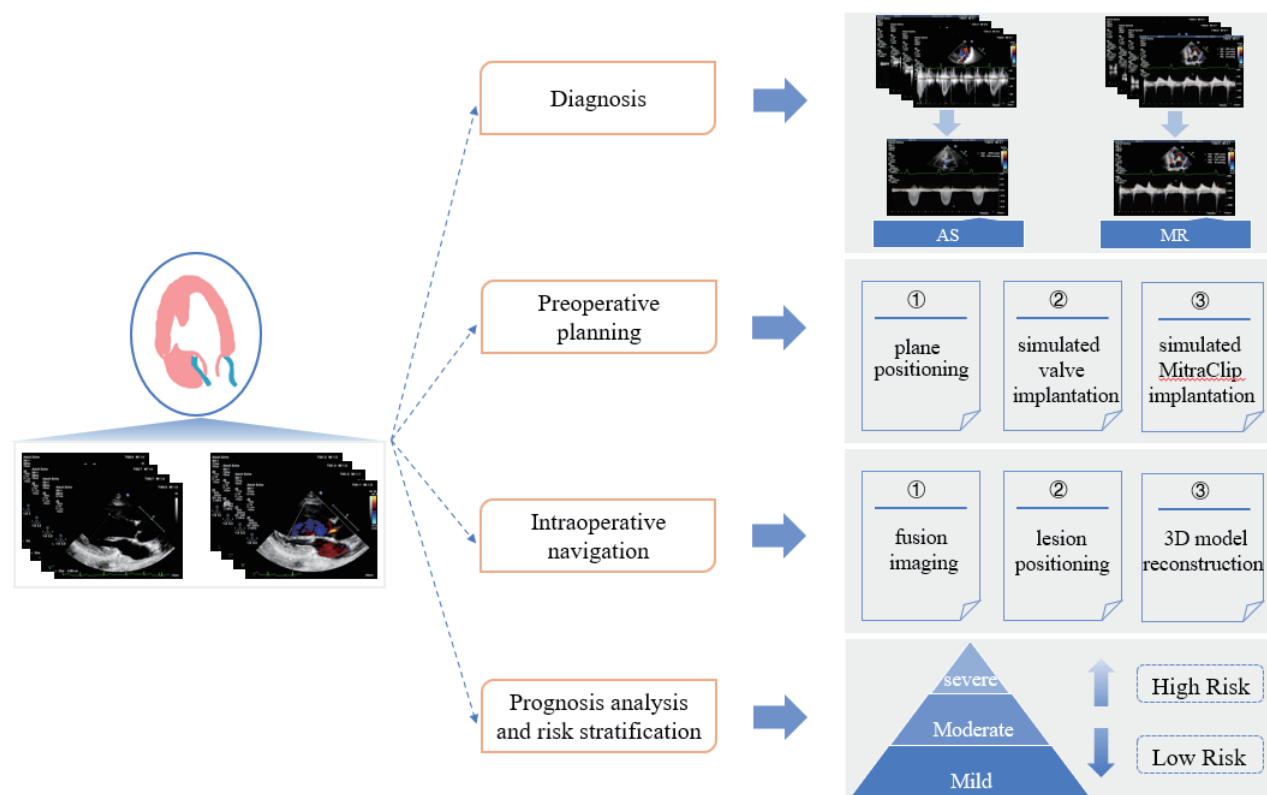 Diagnosis
AS
MR
Preoperative
planning
①
plane
positioning
②
simulated
valve
implantation
③
simulated
MitraClip
implantation
Intraoperative
navigation
①
fusion
imaging
②
lesion
positioning
③
3D model
reconstruction
Prognosis analysis
and risk stratification
severe
Moderate
Mild
High Risk
Low Risk